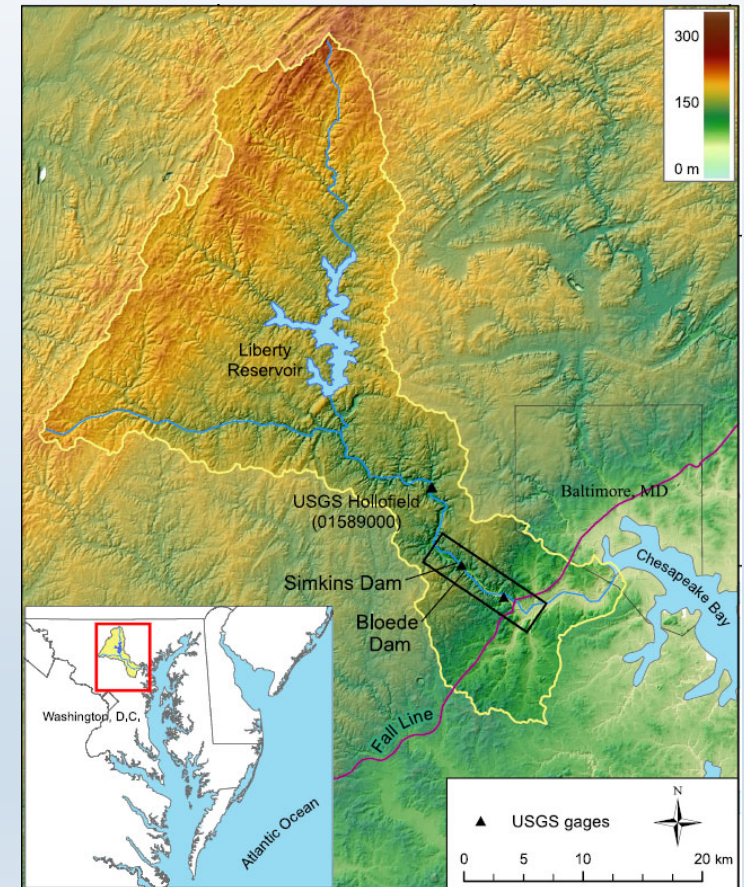 300
150
0 m
Liberty
Reservoir
USGS Hollofield
(01589000)
Baltimore, MD
Chesapeake Bay
Simkins Dam
Bloede
Dam
Fall Line
Washington, D.C.
Atlantic Ocean
N
USGS gages
0 5 10 20 km